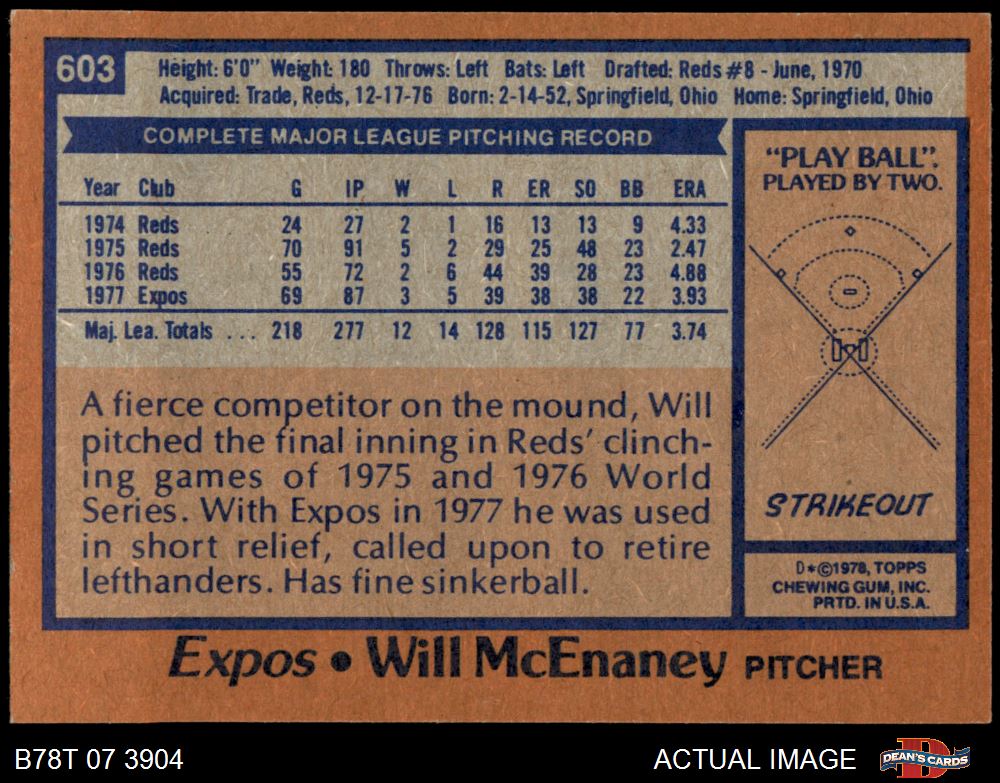 603
Height: 6'0" Weight: 180 Throws: Left Bats: Left Drafted: Reds #8 - June, 1970
Acquired: Trade, Reds, 12-17-76 Born: 2-14-52, Springfield, Ohio Home: Springfield, Ohio
COMPLETE MAJOR LEAGUE PITCHING RECORD
Year Club G IP W L R ER SO BB ERA
1974 Reds 24 27 2 1 16 13 13 9 4.33
1975 Reds 70 91 5 2 29 25 48 23 2.47
1976 Reds 55 72 2 6 44 39 28 23 4.88
1977 Expos 69 87 3 5 39 38 38 22 3.93
Maj. Lea. Totals ... 218 277 12 14 128 115 127 77 3.74
A fierce competitor on the mound, Will
pitched the final inning in Reds' clinch-
ing games of 1975 and 1976 World
Series. With Expos in 1977 he was used
in short relief, called upon to retire
lefthanders. Has fine sinkerball.
"PLAY BALL".
PLAYED BY TWO.
STRIKEOUT
D*©1978, TOPPS
CHEWING GUM, INC.
PRTD. IN U.S.A.
Expos • Will McEnaney PITCHER
B78T 07 3904
ACTUAL IMAGE
D
DEAN'S CARDS